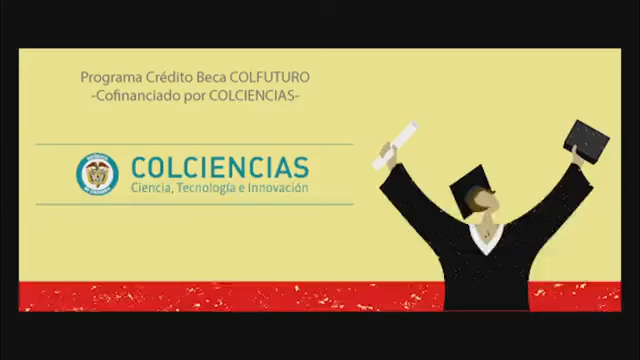 Programa Crédito Beca COLFUTURO
-Cofinanciado por COLCIENCIAS-
COLCIENCIAS
Ciencia, Tecnología e Innovación